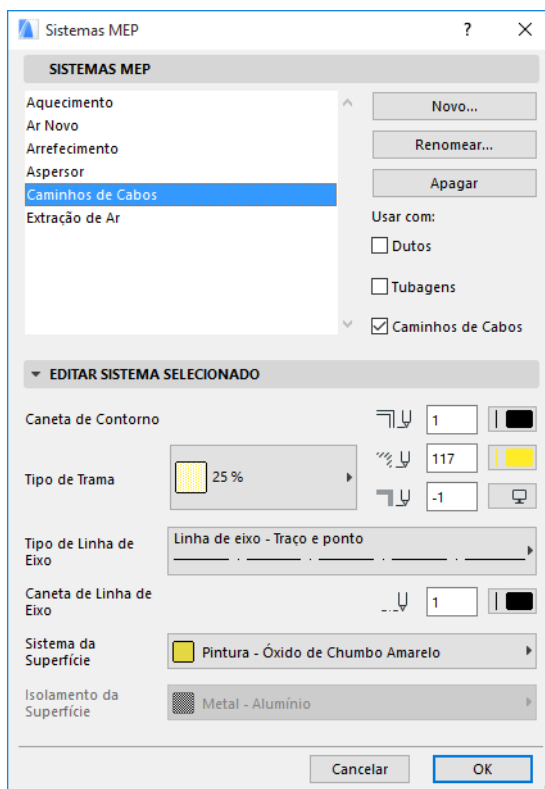 Sistemas MEP
?
SISTEMAS MEP
Aquecimento
Ar Novo
Arrefecimento
Aspersor
Caminhos de Cabos
Extração de Ar
Novo...
Renomear...
Apagar
Usar com:
Dutos
Tubagens
Caminhos de Cabos
EDITAR SISTEMA SELECIONADO
Caneta de Contorno
1
Tipo de Trama
25 %
117
-1
Tipo de Linha de
Eixo
Linha de eixo - Traço e ponto
Caneta de Linha de
Eixo
1
Sistema da
Superfície
Pintura - Óxido de Chumbo Amarelo
Isolamento da
Superfície
Metal - Alumínio
Cancelar
OK